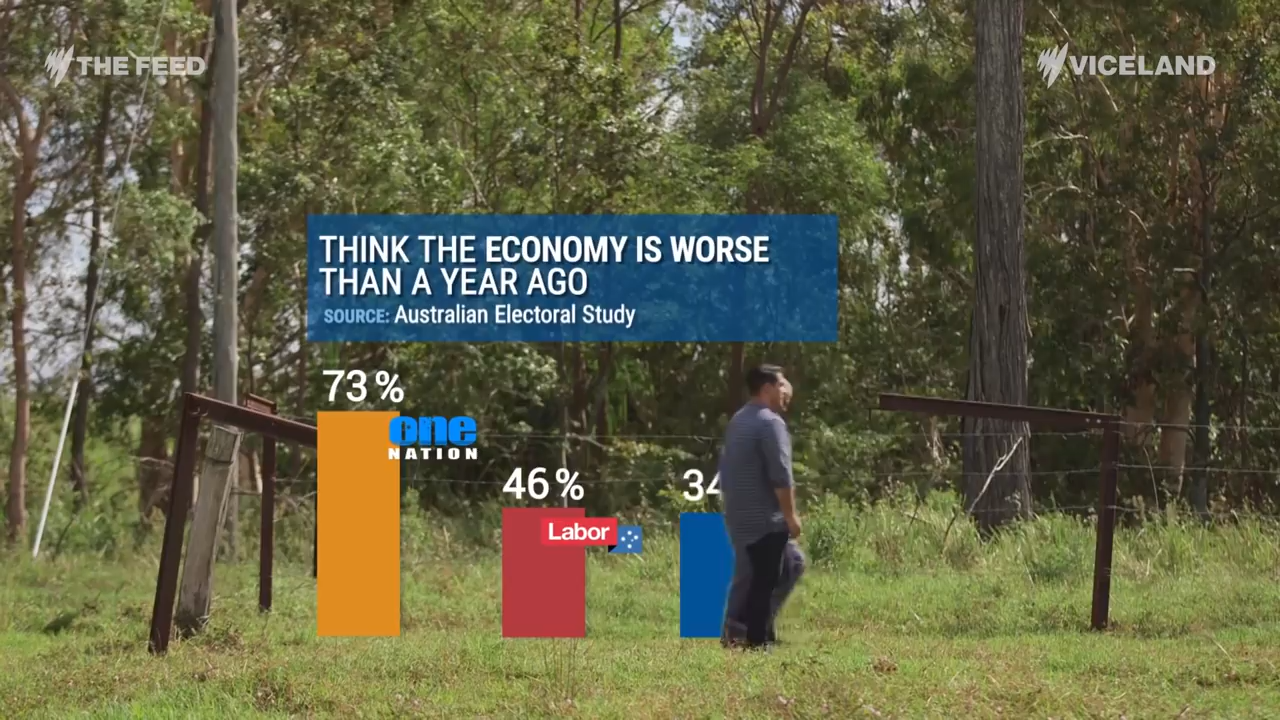 THE FEED
VICELAND
THINK THE ECONOMY IS WORSE
THAN A YEAR AGO
SOURCE: Australian Electoral Study
73%
one
NATION
46%
Labor
34